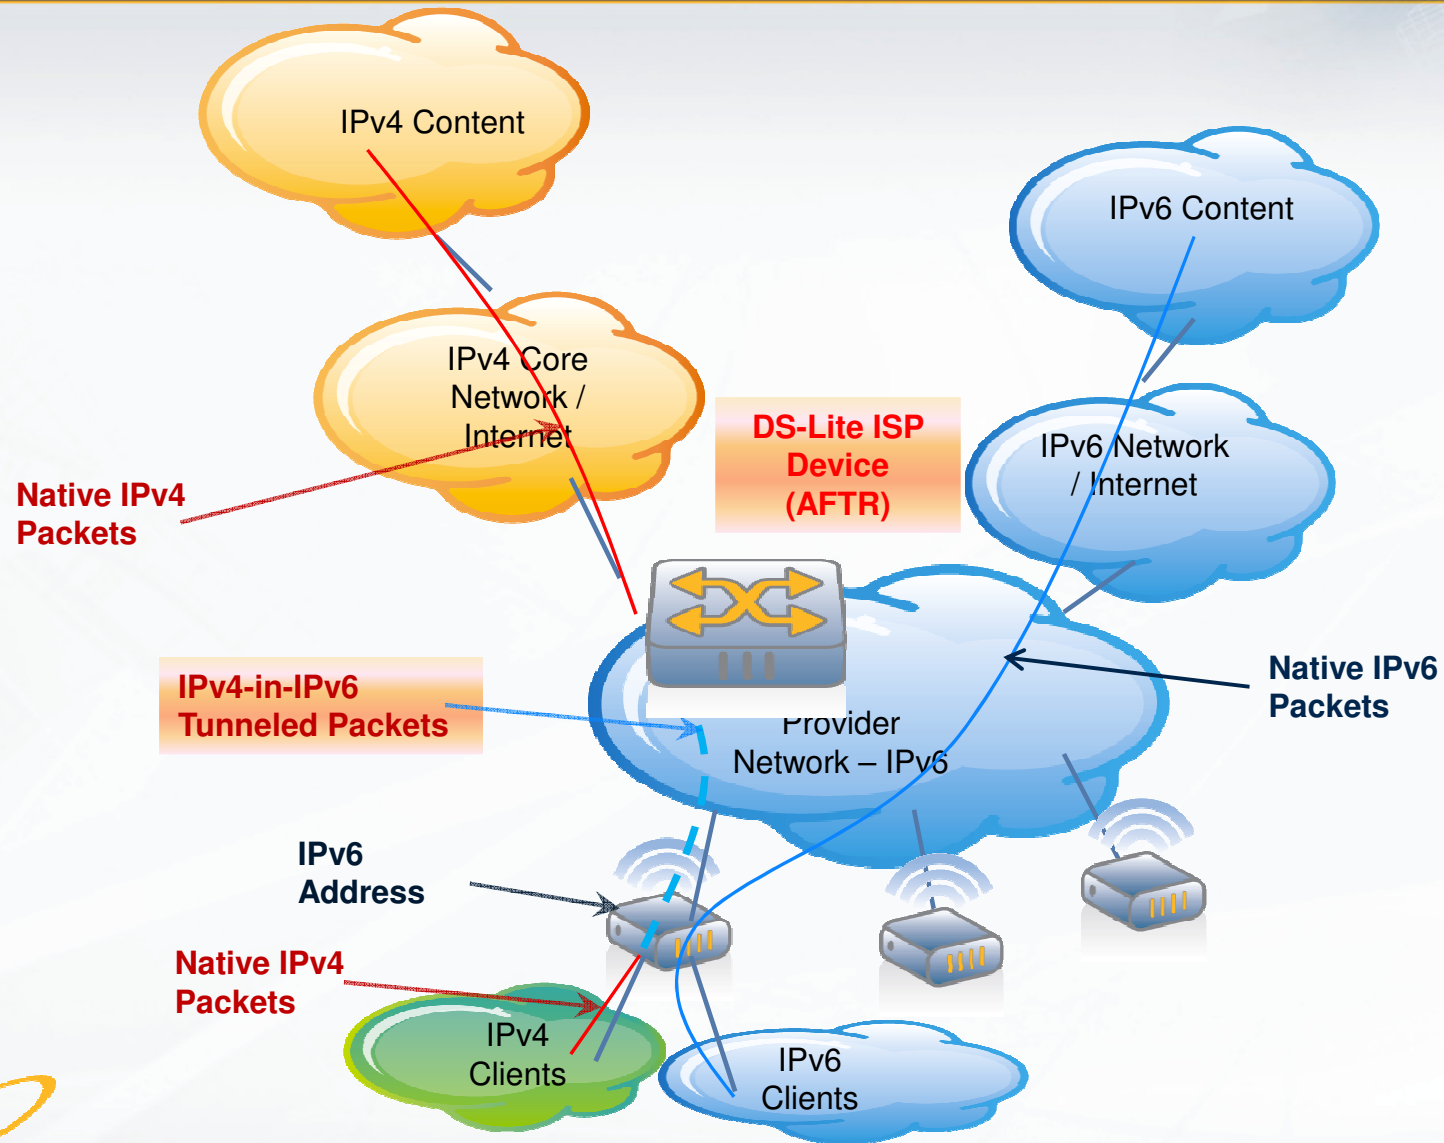 IPv4 Content
IPv6 Content
IPv4 Core
Network /
Internet
DS-Lite ISP
Device
(AFTR)
IPv6 Network
/ Internet
Native IPv4
Packets
IPv4-in-IPv6
Tunneled Packets
Native IPv6
Packets
Provider
Network – IPv6
IPv6
Address
Native IPv4
Packets
IPv4
Clients
IPv6
Clients